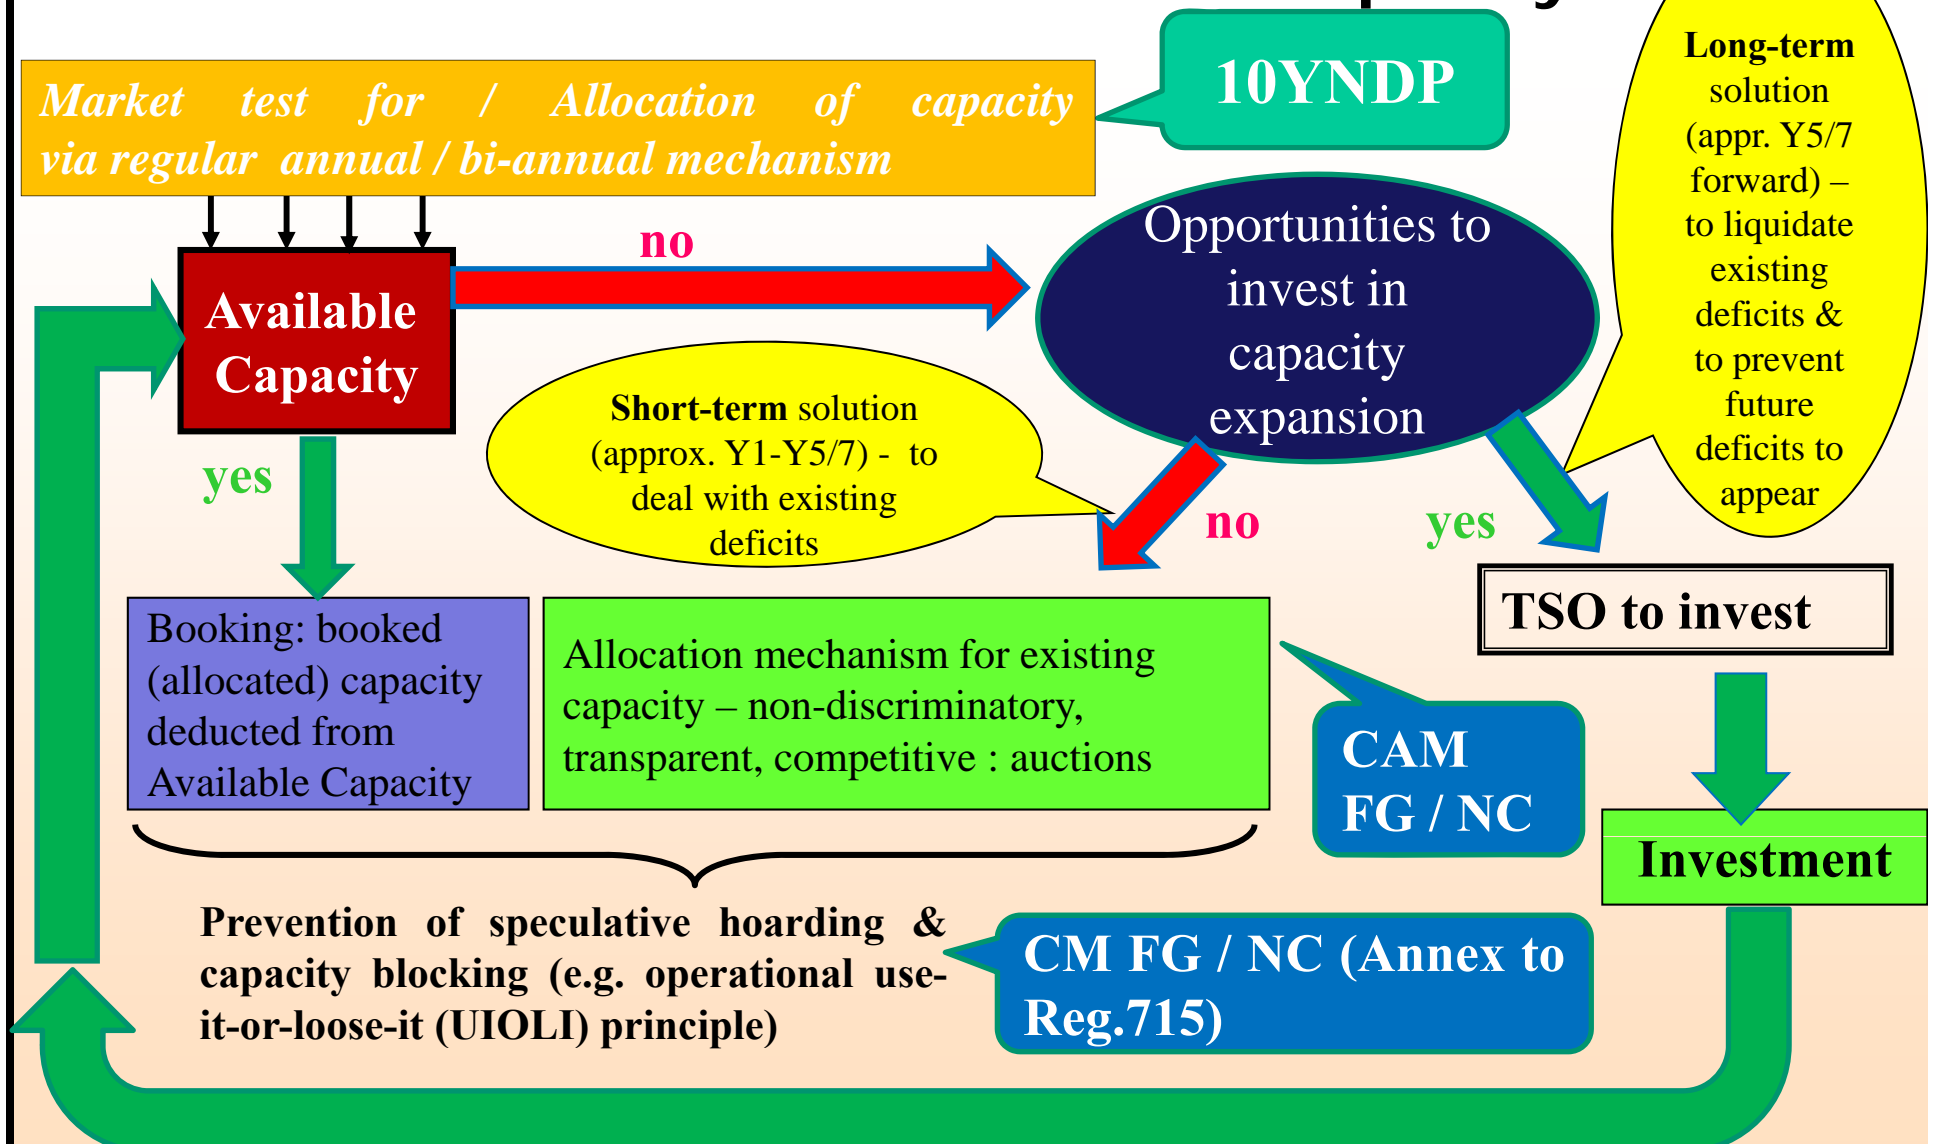 10YNDP
Market test for / Allocation of capacity
via regular annual / bi-annual mechanism
Long-term
solution
(appr. Y5/7
forward) –
to liquidate
existing
deficits &
to prevent
future
deficits to
appear
no
Opportunities to
invest in
capacity
expansion
Available
Capacity
Short-term solution
(approx. Y1-Y5/7) - to
deal with existing
deficits
yes
no
yes
TSO to invest
Booking: booked
(allocated) capacity
deducted from
Available Capacity
Allocation mechanism for existing
capacity – non-discriminatory,
transparent, competitive : auctions
CAM
FG / NC
Investment
Prevention of speculative hoarding &
capacity blocking (e.g. operational use-
it-or-loose-it (UIOLI) principle)
CM FG / NC (Annex to
Reg.715)